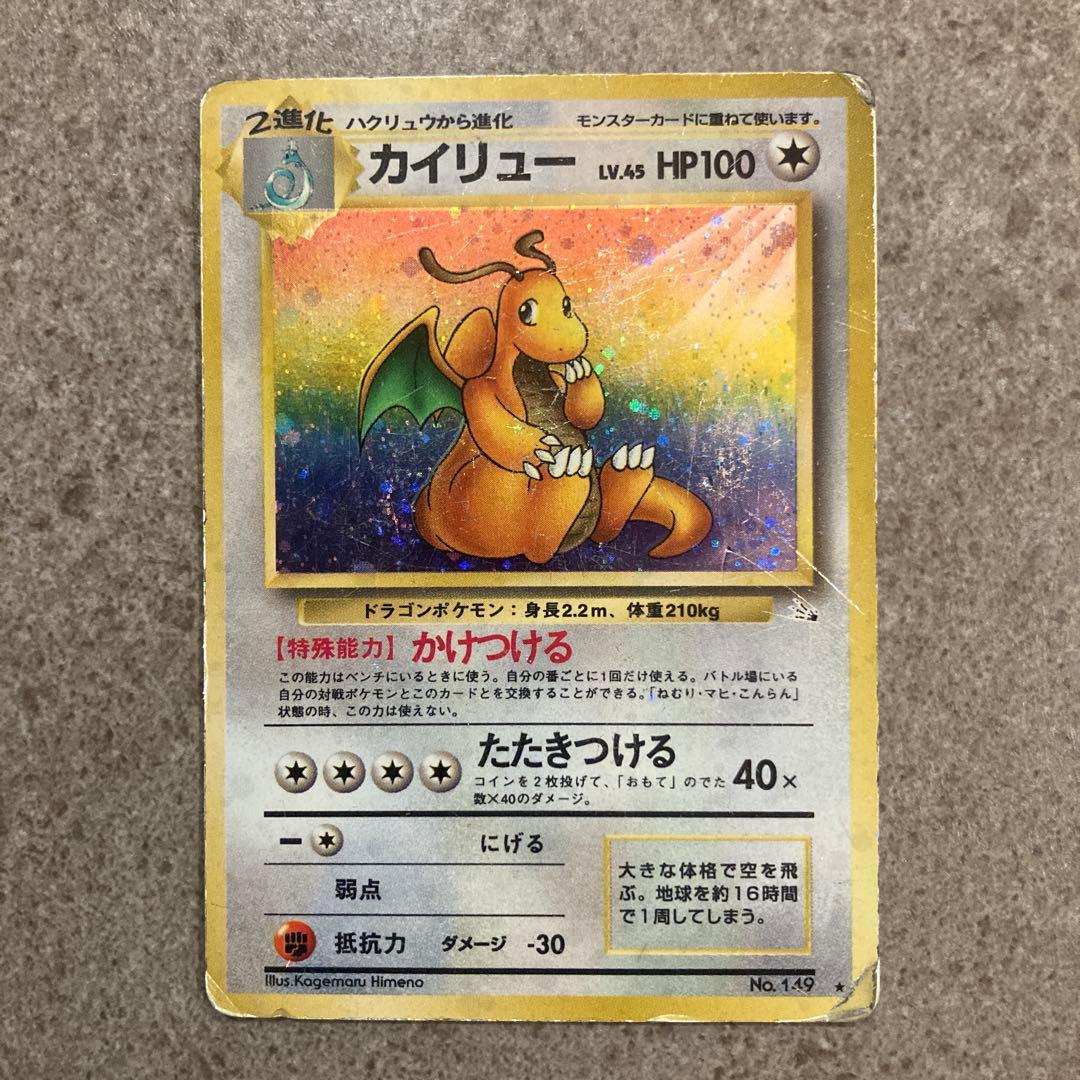 2進化 ハクリュウから進化 モンスターカードに重ねて使います。
カイリュー LV.45 HP100
ドラゴンポケモン：身長2.2m、体重210kg
【特殊能力】かけつける
この能力はベンチにいるときに使う。自分の番ごとに1回だけ使える。バトル場にいる
自分の対戦ポケモンとこのカードとを交換することができる。「ねむり・マヒ・こんらん」
状態の時、この力は使えない。
たたきつける
コインを2枚投げて、「おもて」のでた
数×40のダメージ。
40×
ー にげる
弱点
抵抗力 ダメージ -30
大きな体格で空を飛
ぶ。地球を約16時間
で1周してしまう。
Illus.Kagemaru Himeno
No. 149 ★